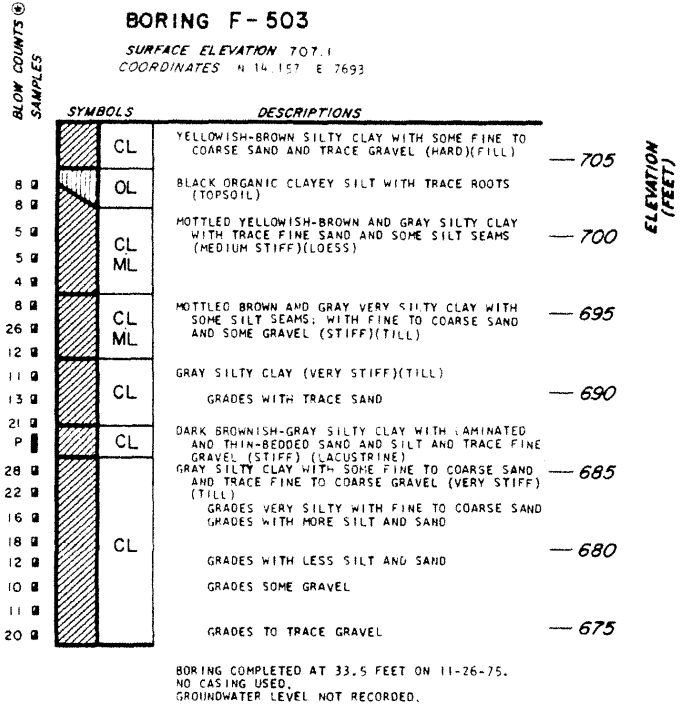 BORING F-503
SURFACE ELEVATION 707.1
COORDINATES N 14,157 E 7693
BLOW COUNTS
SAMPLES
SYMBOLS DESCRIPTIONS
ELEVATION (FEET)
CL YELLOWISH-BROWN SILTY CLAY WITH SOME FINE TO
COARSE SAND AND TRACE GRAVEL (HARD)(FILL)
705
8 OL BLACK ORGANIC CLAYEY SILT WITH TRACE ROOTS
8 (TOPSOIL)
MOTTLED YELLOWISH-BROWN AND GRAY SILTY CLAY
5 WITH TRACE FINE SAND AND SOME SILT SEAMS 700
CL (MEDIUM STIFF)(LOESS)
5 ML
4
8 MOTTLED BROWN AND GRAY VERY SILTY CLAY WITH
CL SOME SILT SEAMS; WITH FINE TO COARSE SAND 695
26 ML AND SOME GRAVEL (STIFF)(TILL)
12
11 GRAY SILTY CLAY (VERY STIFF)(TILL)
CL 690
13 GRADES WITH TRACE SAND
21
DARK BROWNISH-GRAY SILTY CLAY WITH LAMINATED
P CL AND THIN-BEDDED SAND AND SILT AND TRACE FINE
GRAVEL (STIFF) (LACUSTRINE)
28 GRAY SILTY CLAY WITH SOME FINE TO COARSE SAND 685
AND TRACE FINE TO COARSE GRAVEL (VERY STIFF)
22 (TILL)
GRADES VERY SILTY WITH FINE TO COARSE SAND
16 GRADES WITH MORE SILT AND SAND
18 CL 680
12 GRADES WITH LESS SILT AND SAND
10 GRADES SOME GRAVEL
11
20 GRADES TO TRACE GRAVEL 675
BORING COMPLETED AT 33.5 FEET ON 11-26-75.
NO CASING USED.
GROUNDWATER LEVEL NOT RECORDED.